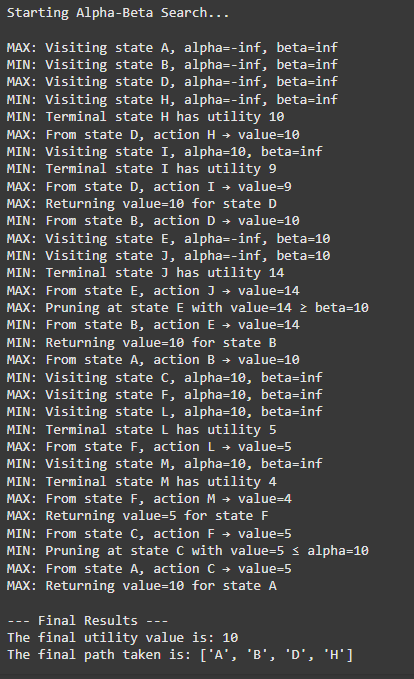 Starting Alpha-Beta Search...
MAX: Visiting state A, alpha=-inf, beta=inf
MIN: Visiting state B, alpha=-inf, beta=inf
MAX: Visiting state D, alpha=-inf, beta=inf
MIN: Visiting state H, alpha=-inf, beta=inf
MIN: Terminal state H has utility 10
MAX: From state D, action H → value=10
MIN: Visiting state I, alpha=10, beta=inf
MIN: Terminal state I has utility 9
MAX: From state D, action I → value=9
MAX: Returning value=10 for state D
MIN: From state B, action D → value=10
MAX: Visiting state E, alpha=-inf, beta=10
MIN: Visiting state J, alpha=-inf, beta=10
MIN: Terminal state J has utility 14
MAX: From state E, action J → value=14
MAX: Pruning at state E with value=14 ≥ beta=10
MIN: From state B, action E → value=14
MIN: Returning value=10 for state B
MAX: From state A, action B → value=10
MIN: Visiting state C, alpha=10, beta=inf
MAX: Visiting state F, alpha=10, beta=inf
MIN: Visiting state L, alpha=10, beta=inf
MIN: Terminal state L has utility 5
MAX: From state F, action L → value=5
MIN: Visiting state M, alpha=10, beta=inf
MIN: Terminal state M has utility 4
MAX: From state F, action M → value=4
MAX: Returning value=5 for state F
MIN: From state C, action F → value=5
MIN: Pruning at state C with value=5 ≤ alpha=10
MAX: From state A, action C → value=5
MAX: Returning value=10 for state A
--- Final Results ---
The final utility value is: 10
The final path taken is: ['A', 'B', 'D', 'H']